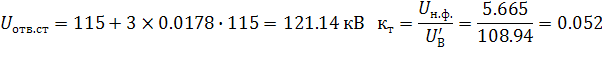 U_отв.ст = 115 + 3 × 0.0178 · 115 = 121.14 кВ   к_т = U_н.ф. / U'_В = 5.665 / 108.94 = 0.052